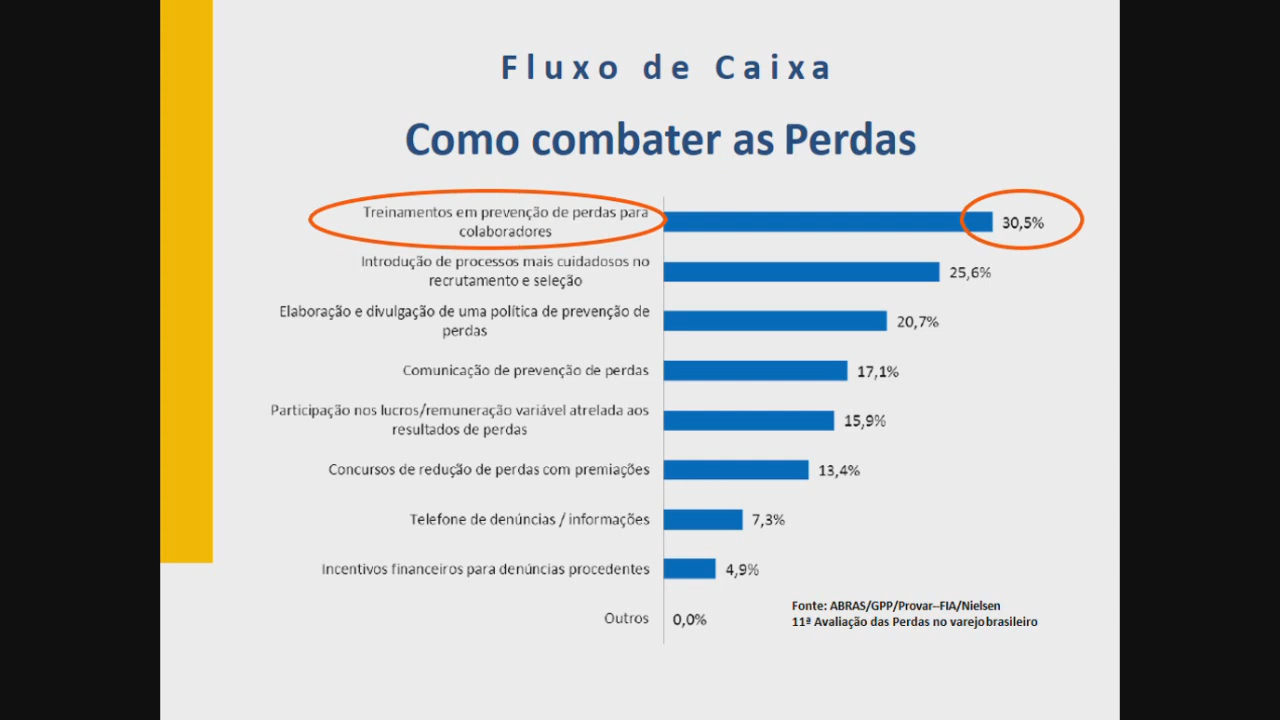 Fluxo de Caixa
Como combater as Perdas
Treinamentos em prevenção de perdas para
colaboradores
30,5%
Introdução de processos mais cuidadosos no
recrutamento e seleção
25,6%
Elaboração e divulgação de uma política de prevenção de
perdas
20,7%
Comunicação de prevenção de perdas
17,1%
Participação nos lucros/remuneração variável atrelada aos
resultados de perdas
15,9%
Concursos de redução de perdas com premiações
13,4%
Telefone de denúncias / informações
7,3%
Incentivos financeiros para denúncias procedentes
4,9%
Outros
0,0%
Fonte: ABRAS/GPP/Provar–FIA/Nielsen
11ª Avaliação das Perdas no varejo brasileiro